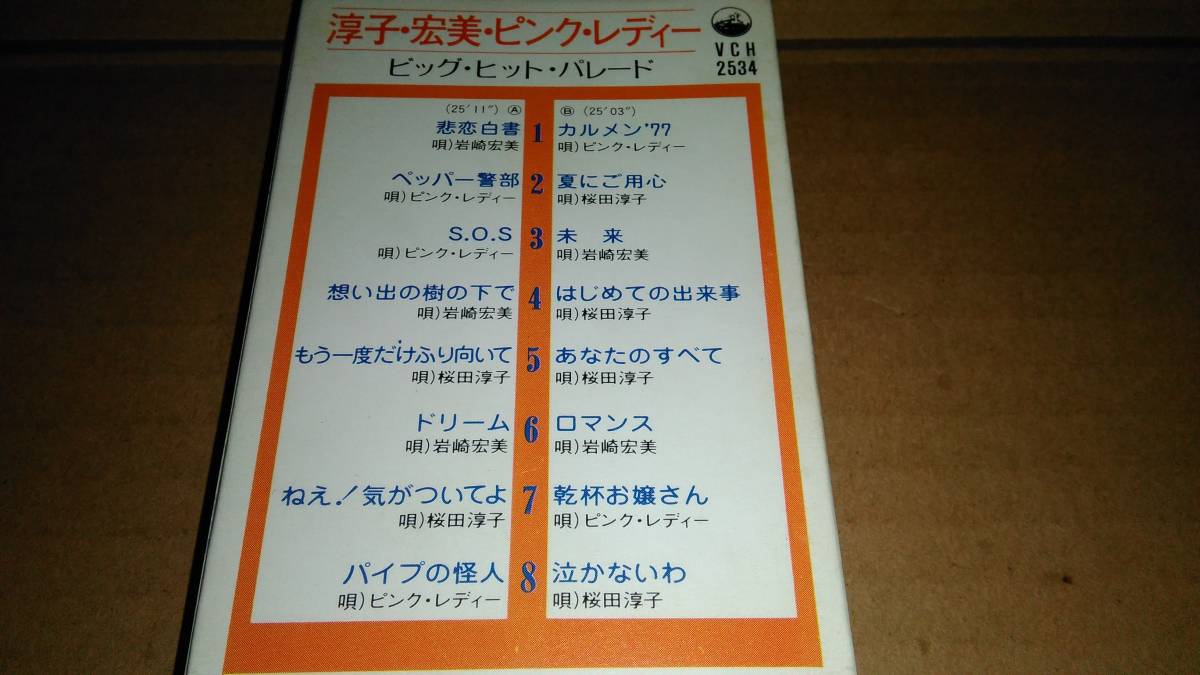 淳子・宏美・ピンク・レディー
ビッグ・ヒット・パレード
VCH
2534
(25'11") Ⓐ
悲恋白書
唄)岩崎宏美
1
ペッパー警部
唄)ピンク・レディー
2
S.O.S
唄)ピンク・レディー
3
想い出の樹の下で
唄)岩崎宏美
4
もう一度だけふり向いて
唄)桜田淳子
5
ドリーム
唄)岩崎宏美
6
ねえ!気がついてよ
唄)桜田淳子
7
パイプの怪人
唄)ピンク・レディー
8
Ⓑ (25'03")
カルメン'77
唄)ピンク・レディー
夏にご用心
唄)桜田淳子
未来
唄)岩崎宏美
はじめての出来事
唄)桜田淳子
あなたのすべて
唄)桜田淳子
ロマンス
唄)岩崎宏美
乾杯お嬢さん
唄)ピンク・レディー
泣かないわ
唄)桜田淳子